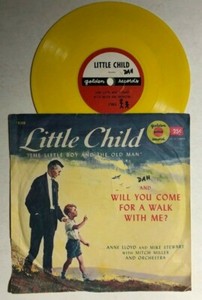 LITTLE CHILD
golden records
Little Child
"THE LITTLE BOY AND THE OLD MAN"
and
WILL YOU COME
FOR A WALK
WITH ME?
ANNE LLOYD AND MIKE STEWART
WITH MITCH MILLER
AND ORCHESTRA